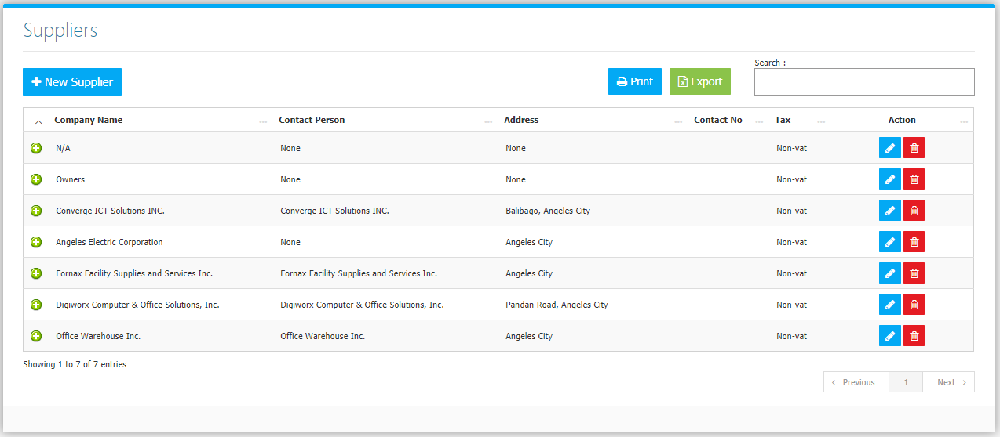 Suppliers
New Supplier
Print
Export
Search :
Company Name Contact Person Address Contact No Tax Action
N/A None None Non-vat
Owners None None Non-vat
Converge ICT Solutions INC. Converge ICT Solutions INC. Balibago, Angeles City Non-vat
Angeles Electric Corporation None Angeles City Non-vat
Fornax Facility Supplies and Services Inc. Fornax Facility Supplies and Services Inc. Angeles City Non-vat
Digiworx Computer & Office Solutions, Inc. Digiworx Computer & Office Solutions, Inc. Pandan Road, Angeles City Non-vat
Office Warehouse Inc. Office Warehouse Inc. Angeles City Non-vat
Showing 1 to 7 of 7 entries
Previous 1 Next